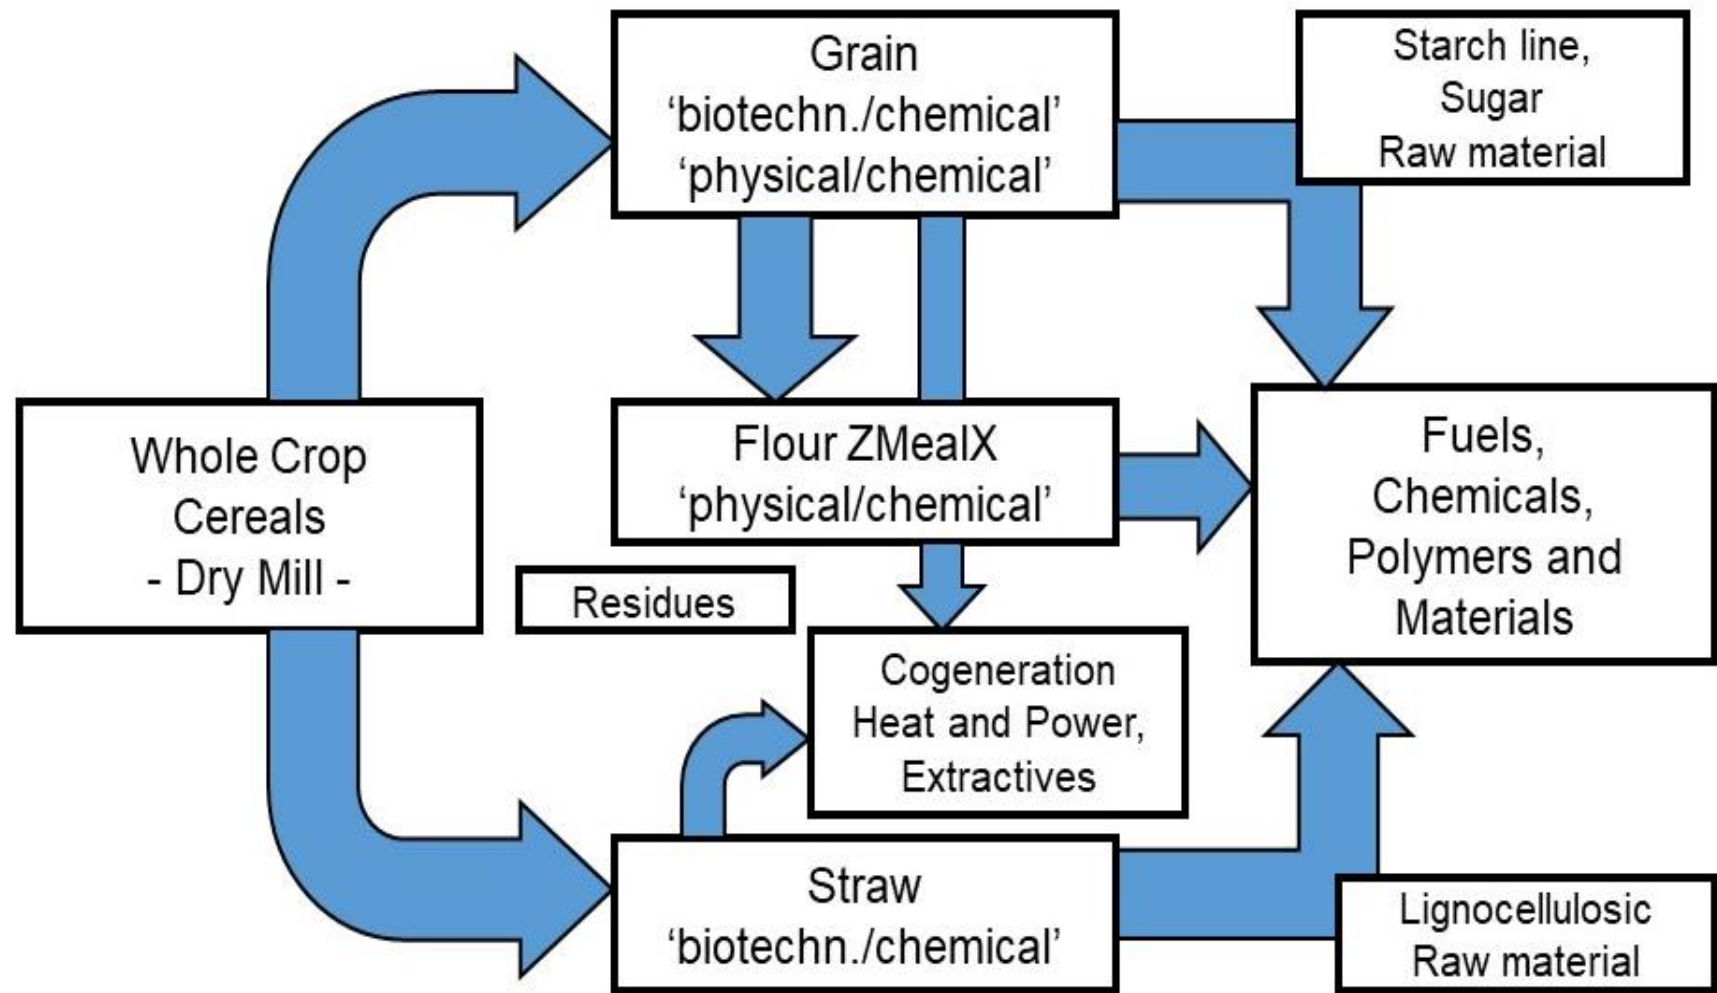 Grain
‘biotechn./chemical’
‘physical/chemical’
Starch line,
Sugar
Raw material
Whole Crop
Cereals
- Dry Mill -
Flour ZMealX
‘physical/chemical’
Fuels,
Chemicals,
Polymers and
Materials
Residues
Cogeneration
Heat and Power,
Extractives
Straw
‘biotechn./chemical’
Lignocellulosic
Raw material